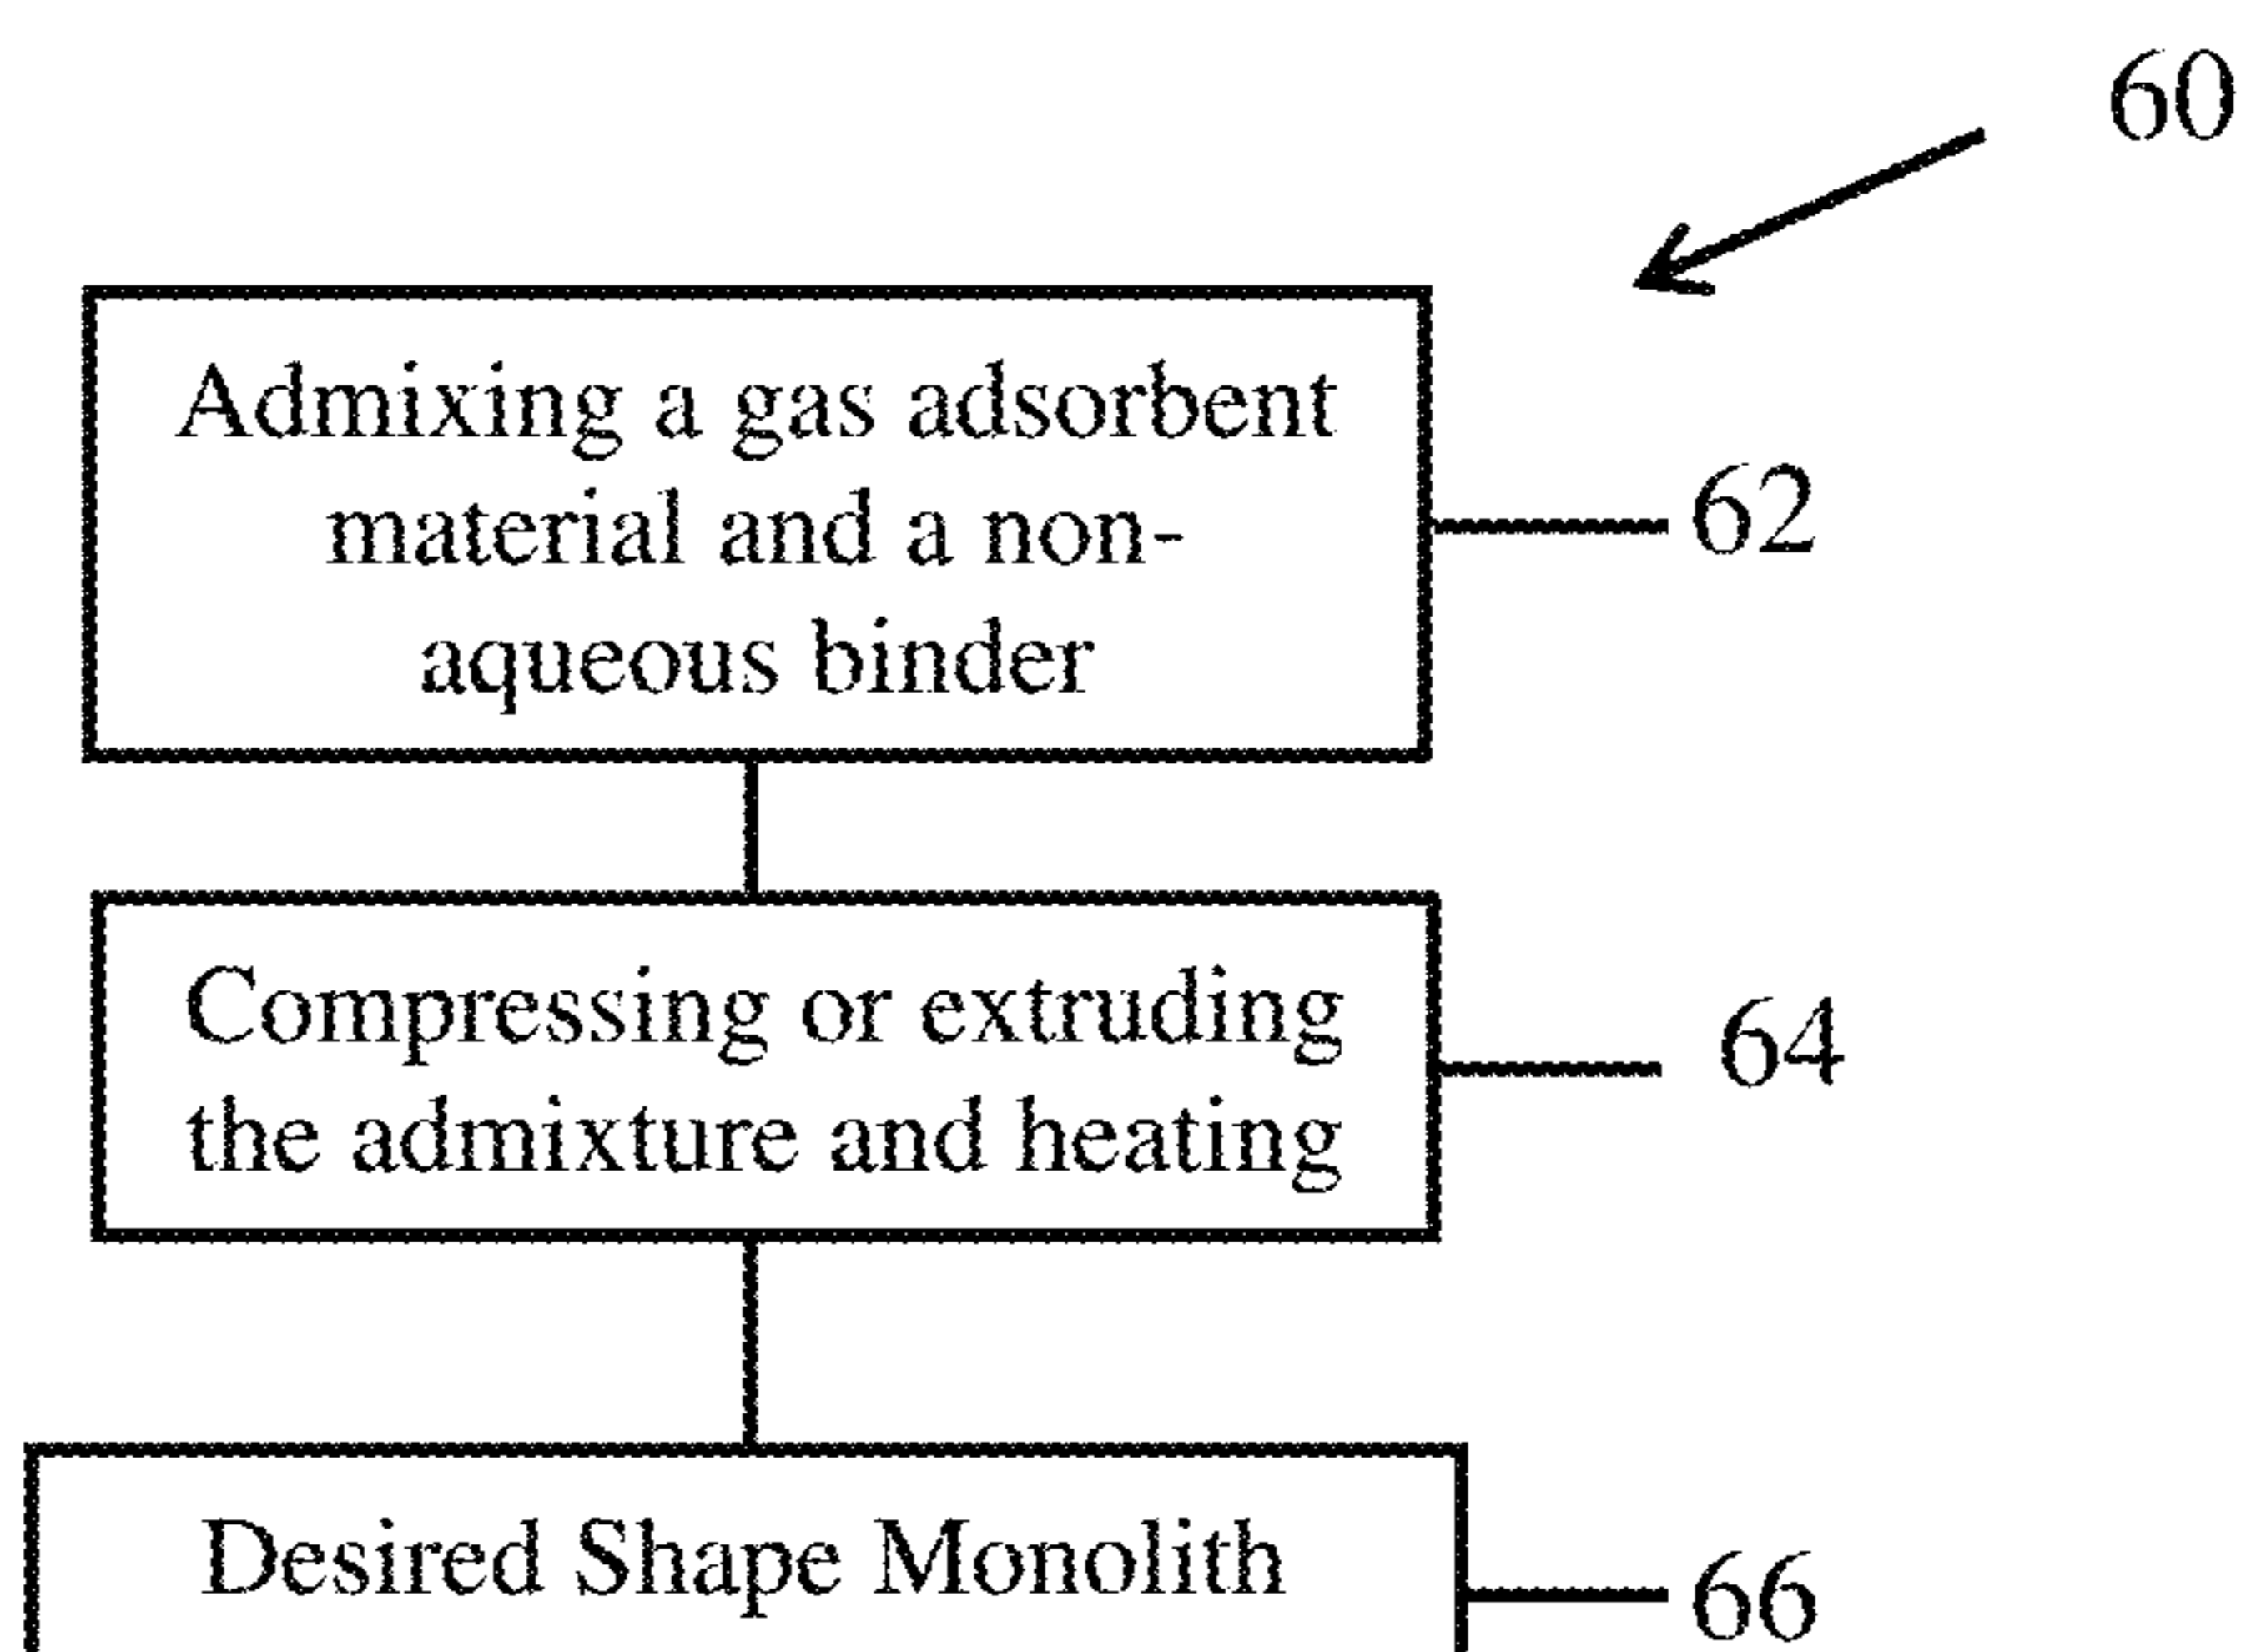 60
Admixing a gas adsorbent
material and a non-
aqueous binder
62
Compressing or extruding
the admixture and heating
64
Desired Shape Monolith
66